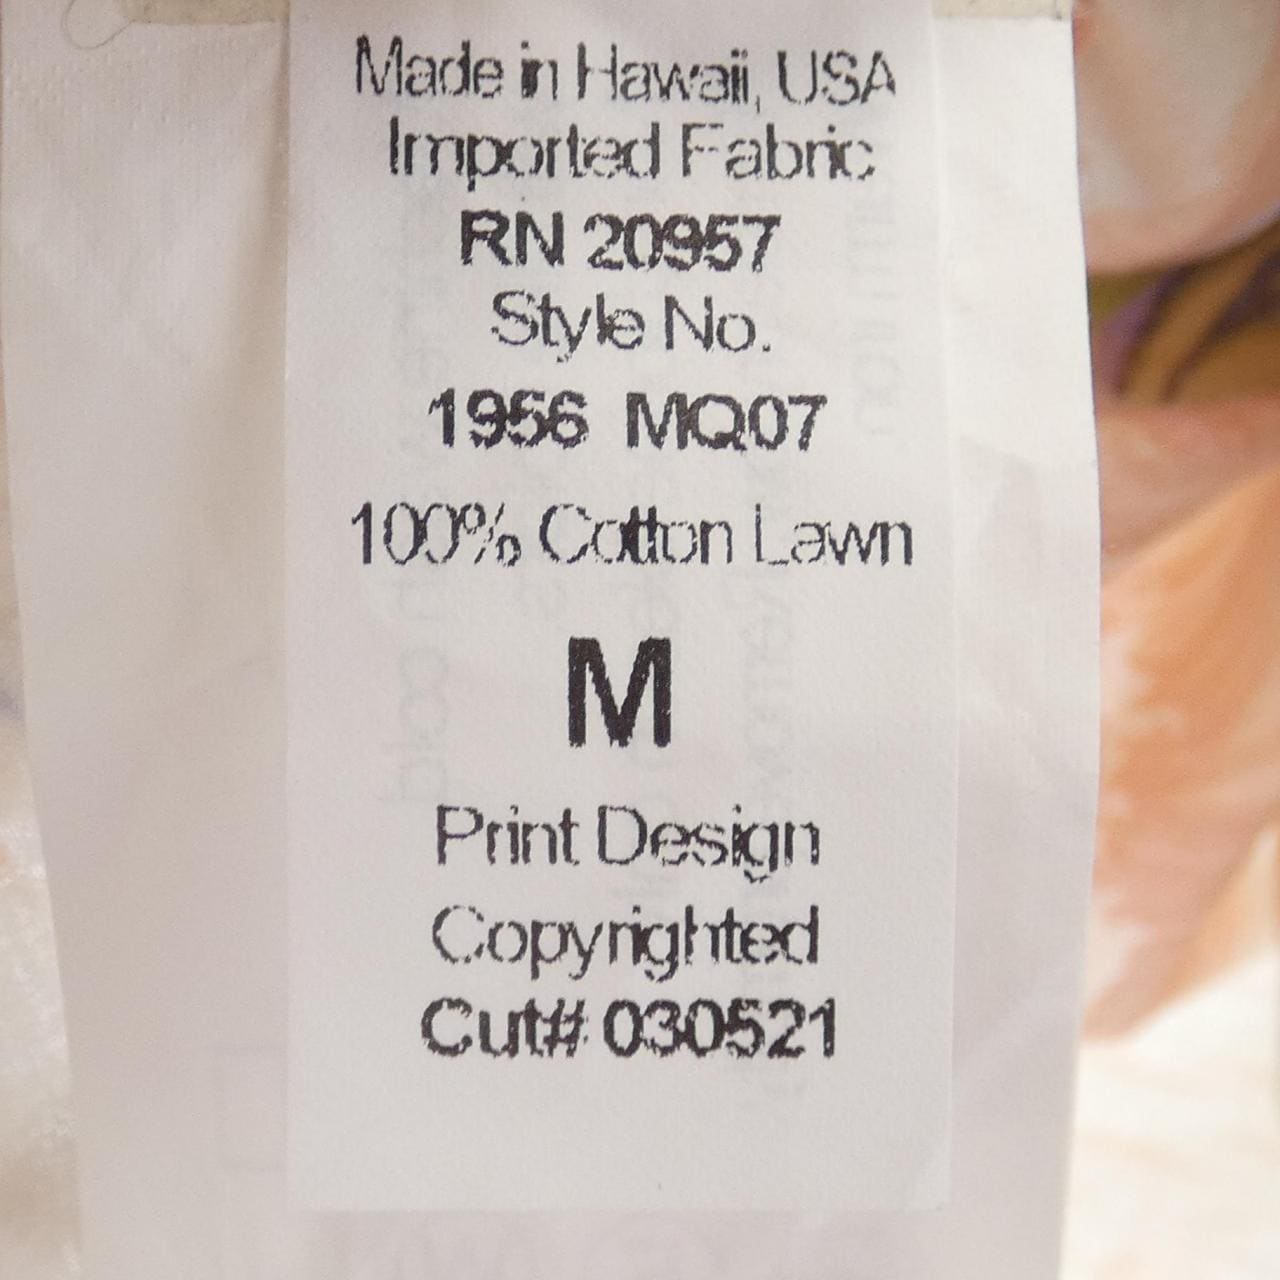 Made in Hawaii, USA
Imported Fabric
RN 20957
Style No.
1956 MQ07
100% Cotton Lawn
M
Print Design
Copyrighted
Cut# 030521